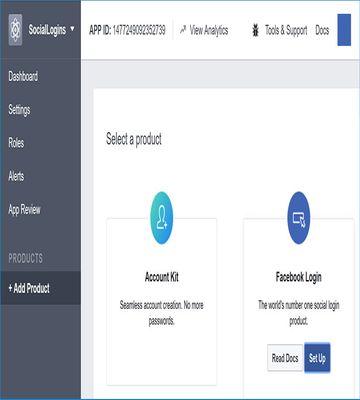 SocialLogins
APP ID: 1477249092352739
View Analytics
Tools & Support
Docs
Dashboard
Settings
Roles
Alerts
App Review
PRODUCTS
+ Add Product
Select a product
Account Kit
Seamless account creation. No more
passwords.
Facebook Login
The world's number one social login
product.
Read Docs
Set Up